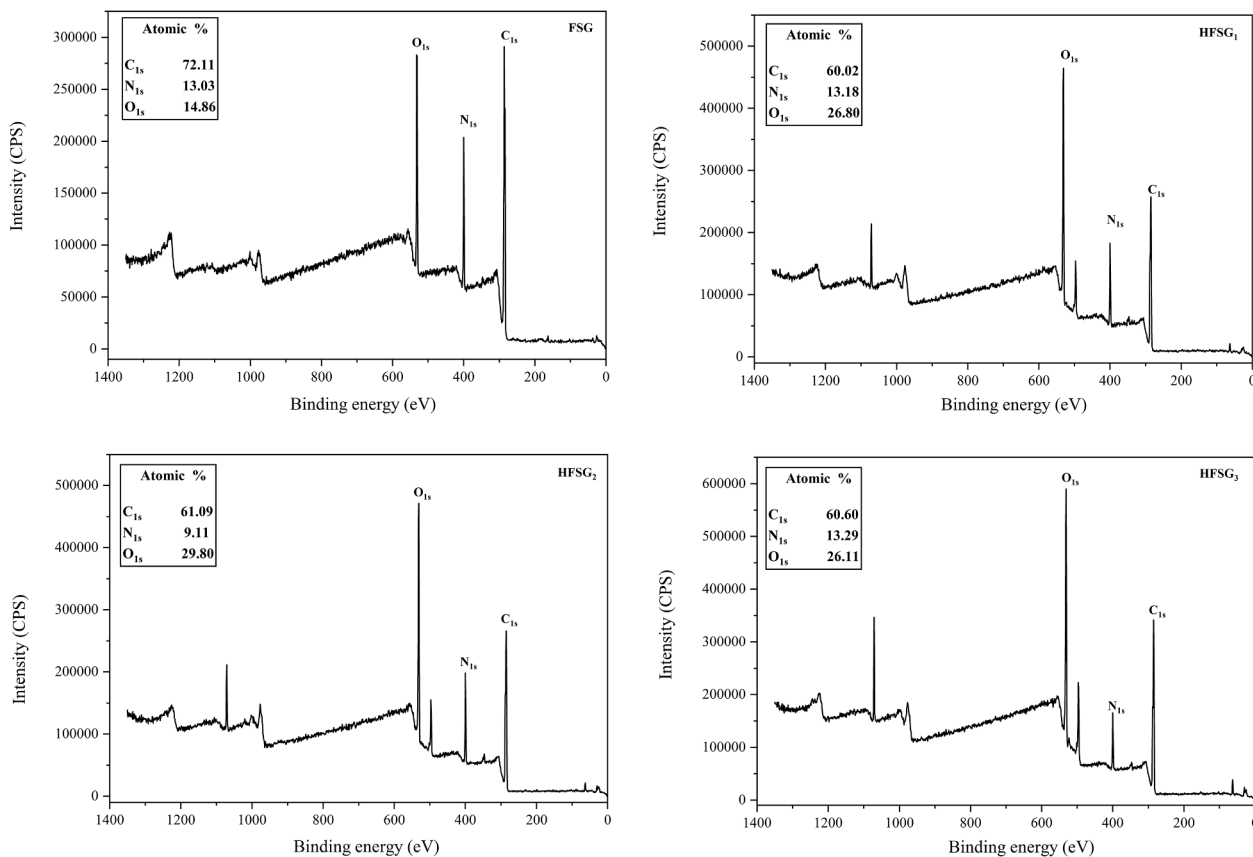 FSG
Atomic %
C1s 72.11
N1s 13.03
O1s 14.86
O1s
C1s
N1s
Intensity (CPS)
300000
250000
200000
150000
100000
50000
0
1400 1200 1000 800 600 400 200 0
Binding energy (eV)
HFSG1
Atomic %
C1s 60.02
N1s 13.18
O1s 26.80
O1s
N1s
C1s
Intensity (CPS)
500000
400000
300000
200000
100000
0
1400 1200 1000 800 600 400 200 0
Binding energy (eV)
HFSG2
Atomic %
C1s 61.09
N1s 9.11
O1s 29.80
O1s
C1s
N1s
Intensity (CPS)
500000
400000
300000
200000
100000
0
1400 1200 1000 800 600 400 200 0
Binding energy (eV)
HFSG3
Atomic %
C1s 60.60
N1s 13.29
O1s 26.11
O1s
C1s
N1s
Intensity (CPS)
600000
500000
400000
300000
200000
100000
0
1400 1200 1000 800 600 400 200 0
Binding energy (eV)